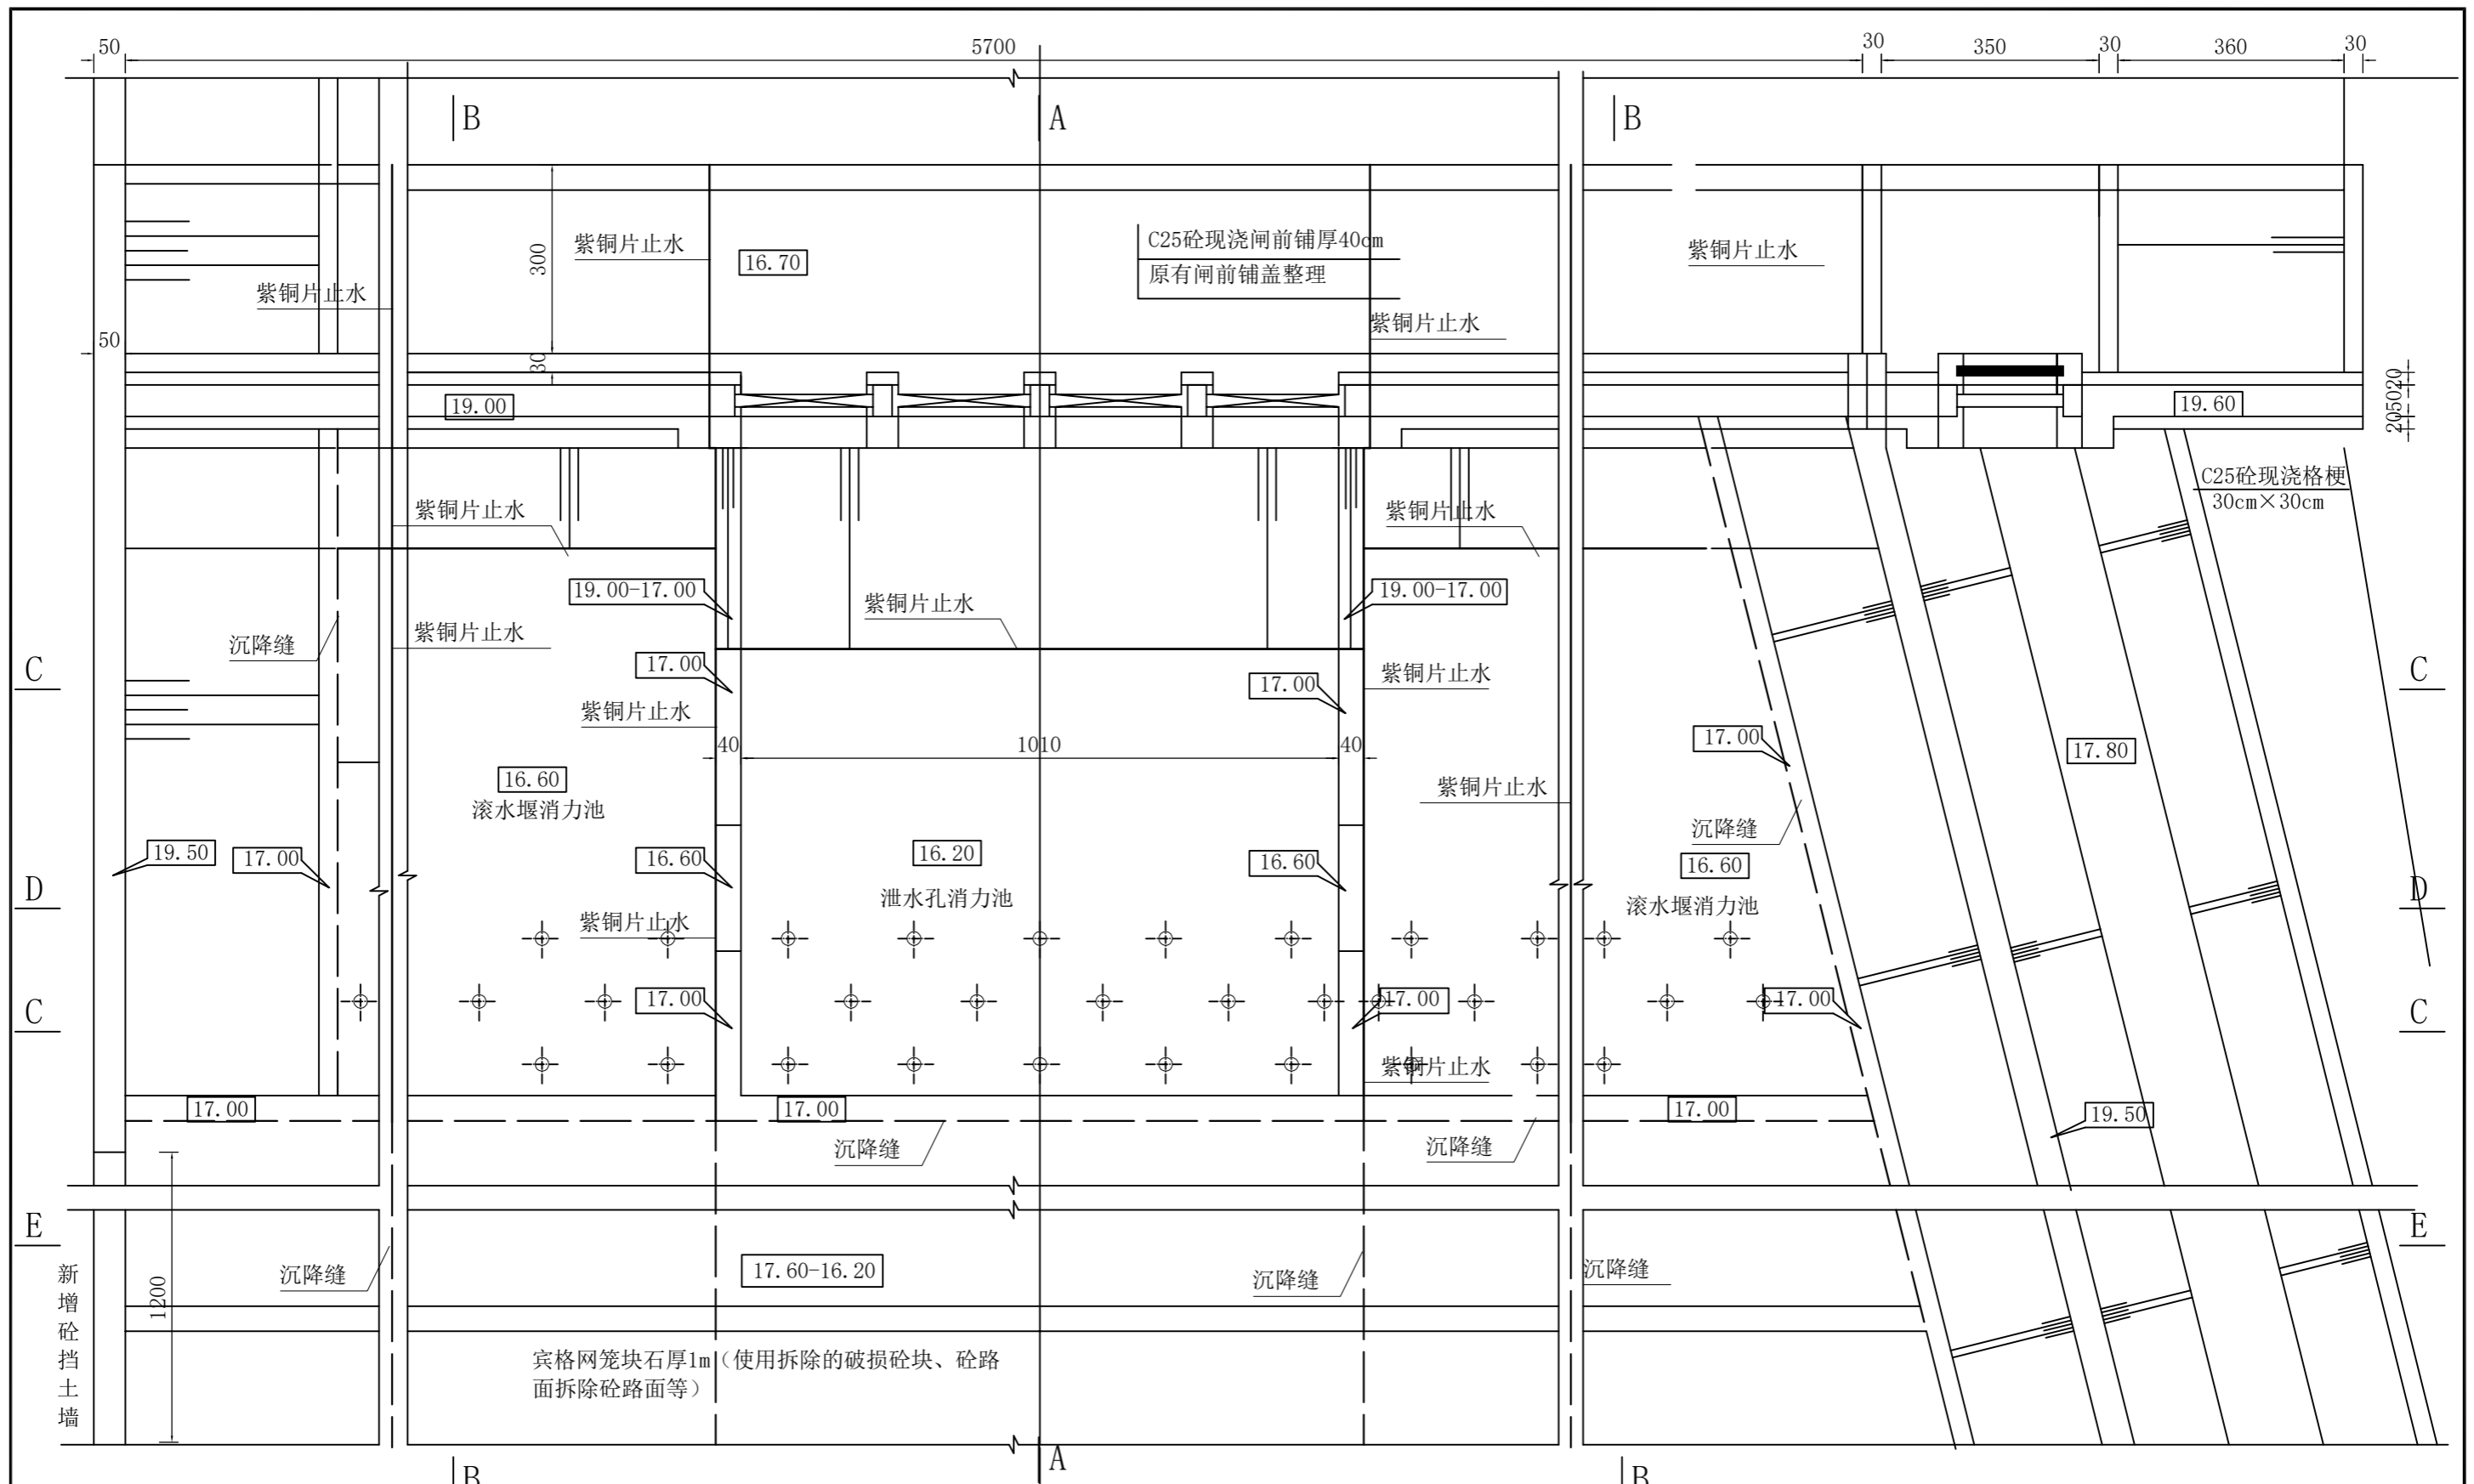 50
5700
30
350
30
360
30
B
A
B
300
紫铜片止水
16.70
C25砼现浇闸前铺厚40cm
原有闸前铺盖整理
紫铜片止水
紫铜片止水
紫铜片止水
50
30
19.00
19.60
205020
C25砼现浇格梗
30cm×30cm
紫铜片止水
紫铜片止水
19.00-17.00
紫铜片止水
19.00-17.00
沉降缝
紫铜片止水
C
17.00
17.00
紫铜片止水
C
紫铜片止水
40
1010
40
17.00
17.80
16.60
滚水堰消力池
紫铜片止水
沉降缝
19.50
17.00
16.60
16.20
16.60
16.60
D
泄水孔消力池
滚水堰消力池
D
紫铜片止水
C
17.00
17.00
17.00
C
紫铜片止水
17.00
17.00
17.00
19.50
沉降缝
沉降缝
E
E
沉降缝
17.60-16.20
沉降缝
沉降缝
新增砼挡土墙
1200
宾格网笼块石厚1m（使用拆除的破损砼块、砼路
面拆除砼路面等）
B
A
B